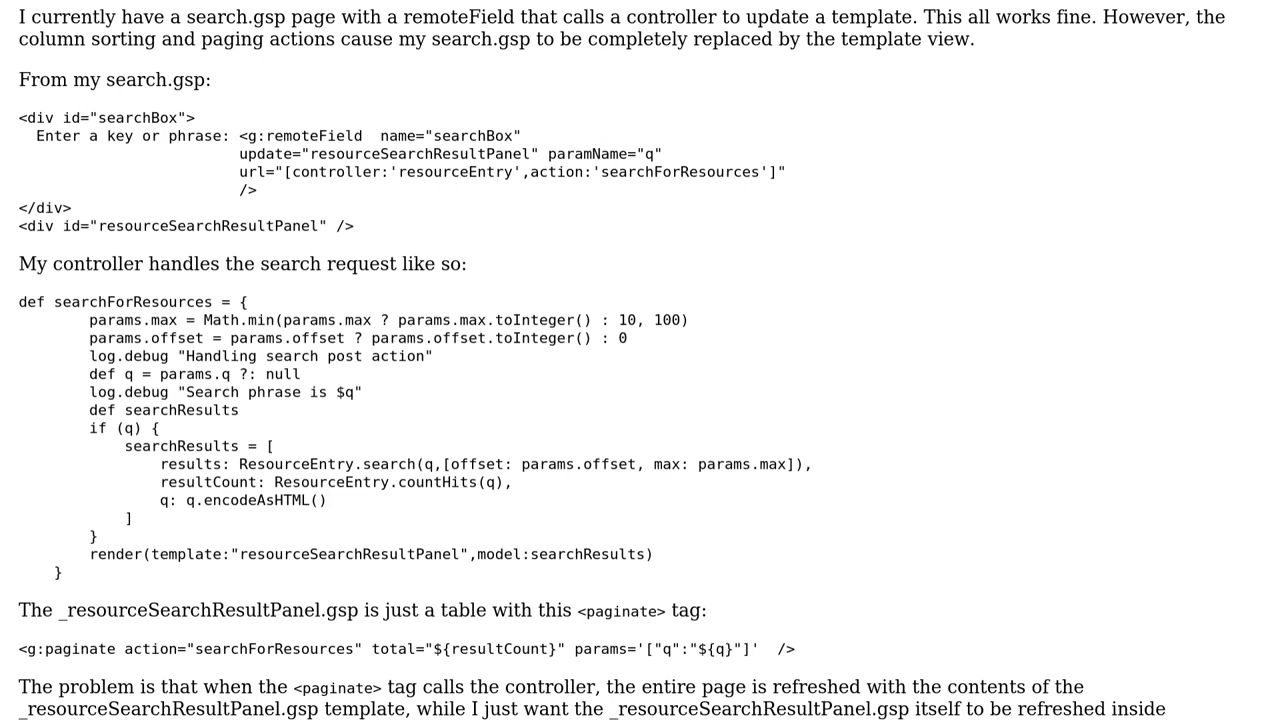 I currently have a search.gsp page with a remoteField that calls a controller to update a template. This all works fine. However, the
column sorting and paging actions cause my search.gsp to be completely replaced by the template view.
From my search.gsp:
<div id="searchBox">
  Enter a key or phrase: <g:remoteField  name="searchBox"
                         update="resourceSearchResultPanel" paramName="q"
                         url="[controller:'resourceEntry',action:'searchForResources']"
                         />
</div>
<div id="resourceSearchResultPanel" />
My controller handles the search request like so:
def searchForResources = {
        params.max = Math.min(params.max ? params.max.toInteger() : 10, 100)
        params.offset = params.offset ? params.offset.toInteger() : 0
        log.debug "Handling search post action"
        def q = params.q ?: null
        log.debug "Search phrase is $q"
        def searchResults
        if (q) {
            searchResults = [
                results: ResourceEntry.search(q,[offset: params.offset, max: params.max]),
                resultCount: ResourceEntry.countHits(q),
                q: q.encodeAsHTML()
            ]
        }
        render(template:"resourceSearchResultPanel",model:searchResults)
    }
The _resourceSearchResultPanel.gsp is just a table with this <paginate> tag:
<g:paginate action="searchForResources" total="${resultCount}" params='["q":"${q}"]'  />
The problem is that when the <paginate> tag calls the controller, the entire page is refreshed with the contents of the
_resourceSearchResultPanel.gsp template, while I just want the _resourceSearchResultPanel.gsp itself to be refreshed inside